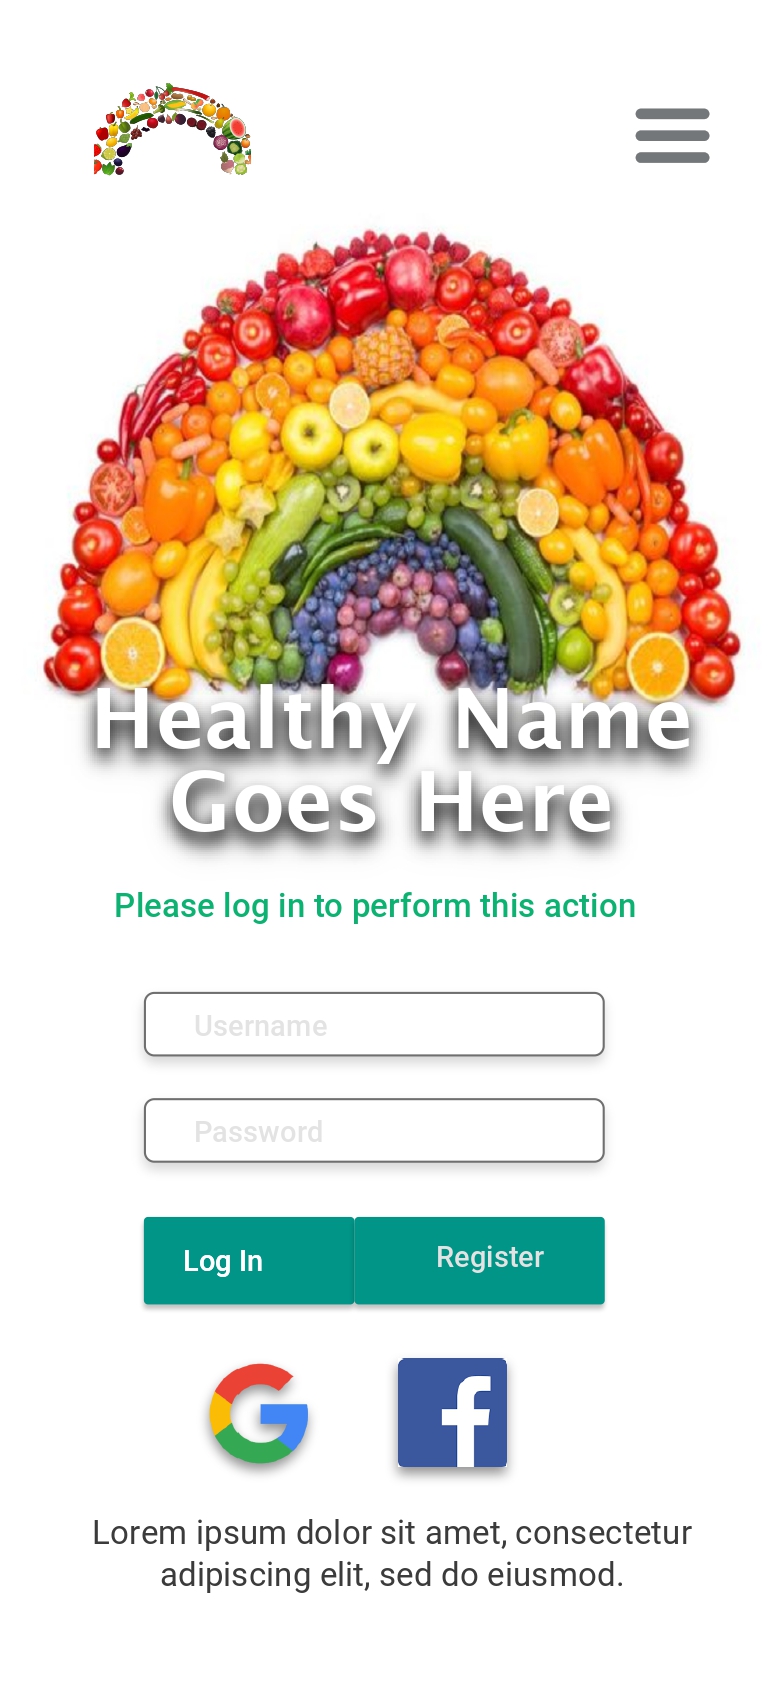 Healthy Name
Goes Here
Please log in to perform this action
Username
Password
Log In
Register
Lorem ipsum dolor sit amet, consectetur
adipiscing elit, sed do eiusmod.